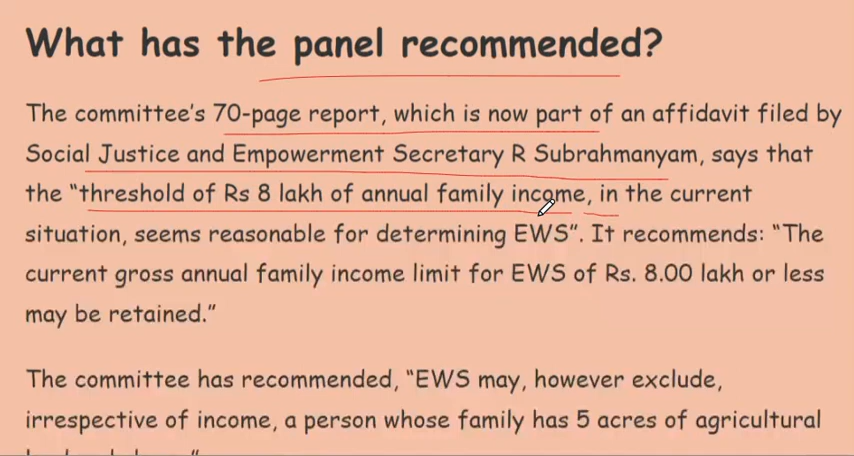 What has the panel recommended?
The committee's 70-page report, which is now part of an affidavit filed by
Social Justice and Empowerment Secretary R Subrahmanyam, says that
the "threshold of Rs 8 lakh of annual family income, in the current
situation, seems reasonable for determining EWS". It recommends: "The
current gross annual family income limit for EWS of Rs. 8.00 lakh or less
may be retained."
The committee has recommended, "EWS may, however exclude,
irrespective of income, a person whose family has 5 acres of agricultural